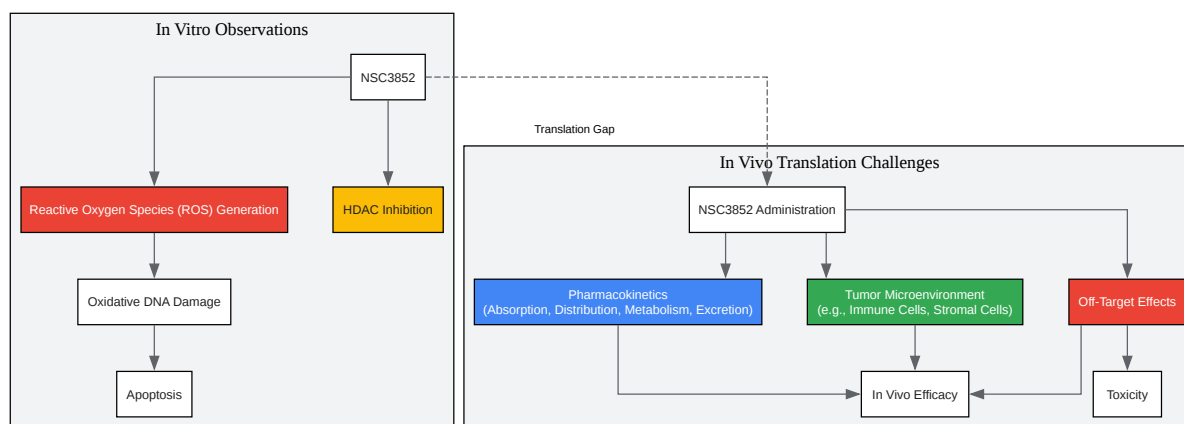 In Vitro Observations
NSC3852
Reactive Oxygen Species (ROS) Generation
HDAC Inhibition
Oxidative DNA Damage
Apoptosis
Translation Gap
In Vivo Translation Challenges
NSC3852 Administration
Pharmacokinetics
(Absorption, Distribution, Metabolism, Excretion)
Tumor Microenvironment
(e.g., Immune Cells, Stromal Cells)
Off-Target Effects
In Vivo Efficacy
Toxicity